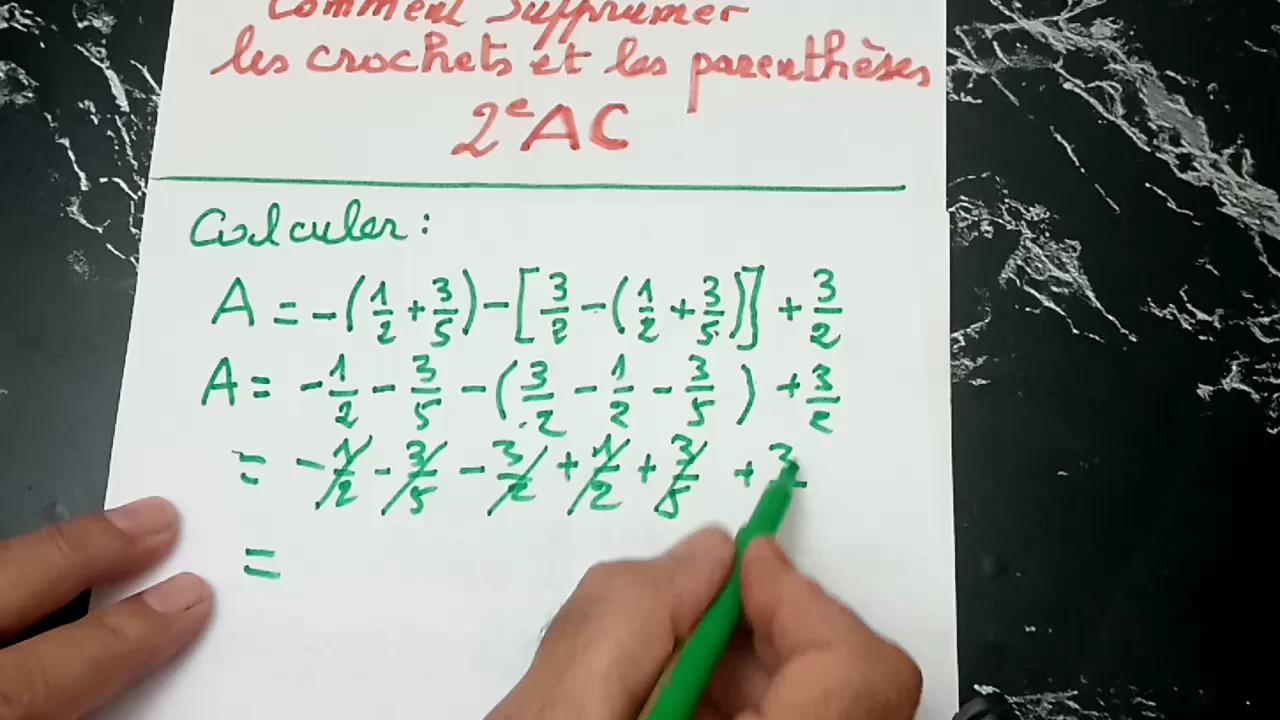 Comment Supprimer
les crochets et les parenthèses
2e AC
Calculer :
A = -(1/2 + 3/5) - [3/2 - (1/2 + 3/5)] + 3/2
A = -1/2 - 3/5 - (3/2 - 1/2 - 3/5) + 3/2
= -1/2 - 3/5 - 3/2 + 1/2 + 3/5 + 3/
=